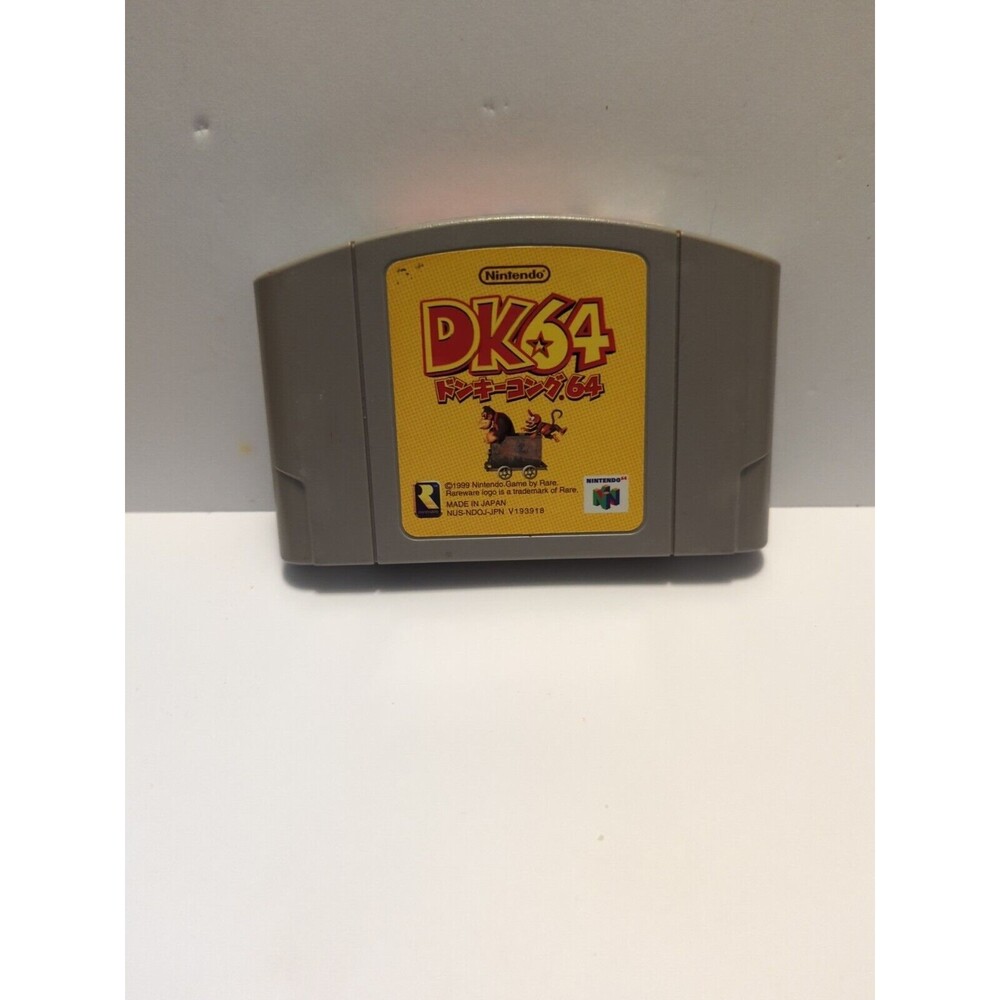 Nintendo
DK64
ドンキーコング64
©1999 Nintendo.Game by Rare.
Rareware logo is a trademark of Rare.
MADE IN JAPAN
NUS-NDOJ-JPN V193918
NINTENDO64